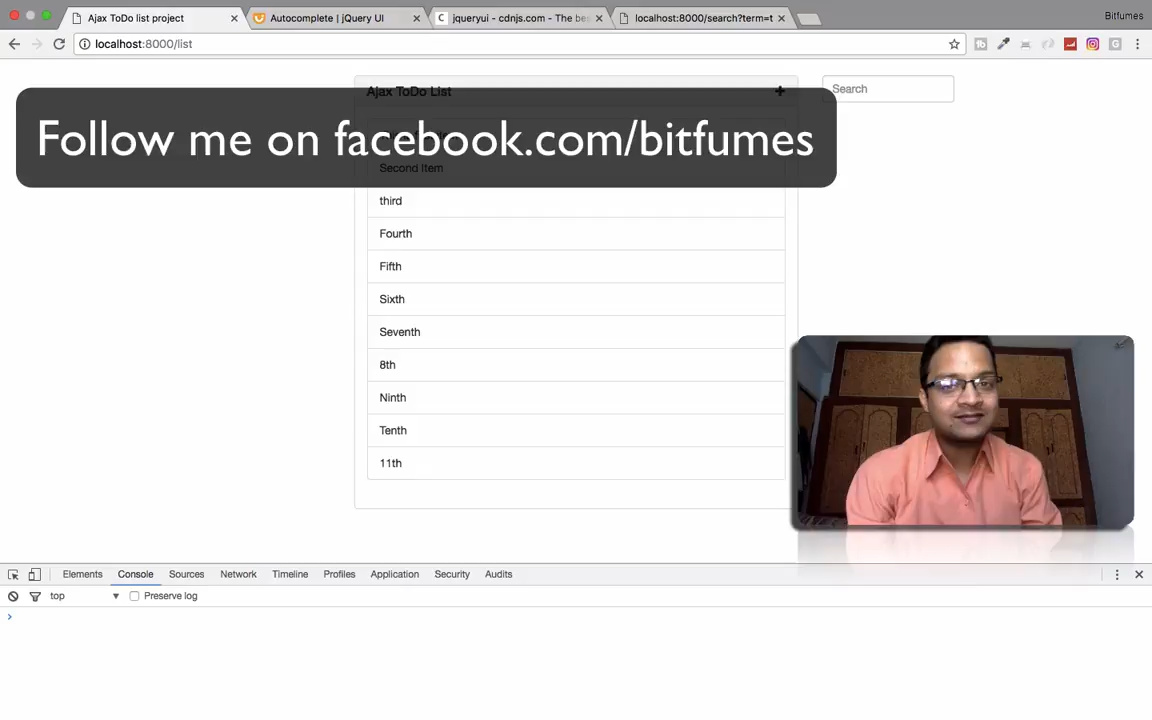 Ajax ToDo list project
Autocomplete | jQuery UI
jqueryui - cdnjs.com - The be
localhost:8000/search?term=t
Bitfumes
localhost:8000/list
Ajax ToDo List
Search
Follow me on facebook.com/bitfumes
Second Item
third
Fourth
Fifth
Sixth
Seventh
8th
Ninth
Tenth
11th
Elements Console Sources Network Timeline Profiles Application Security Audits
top Preserve log